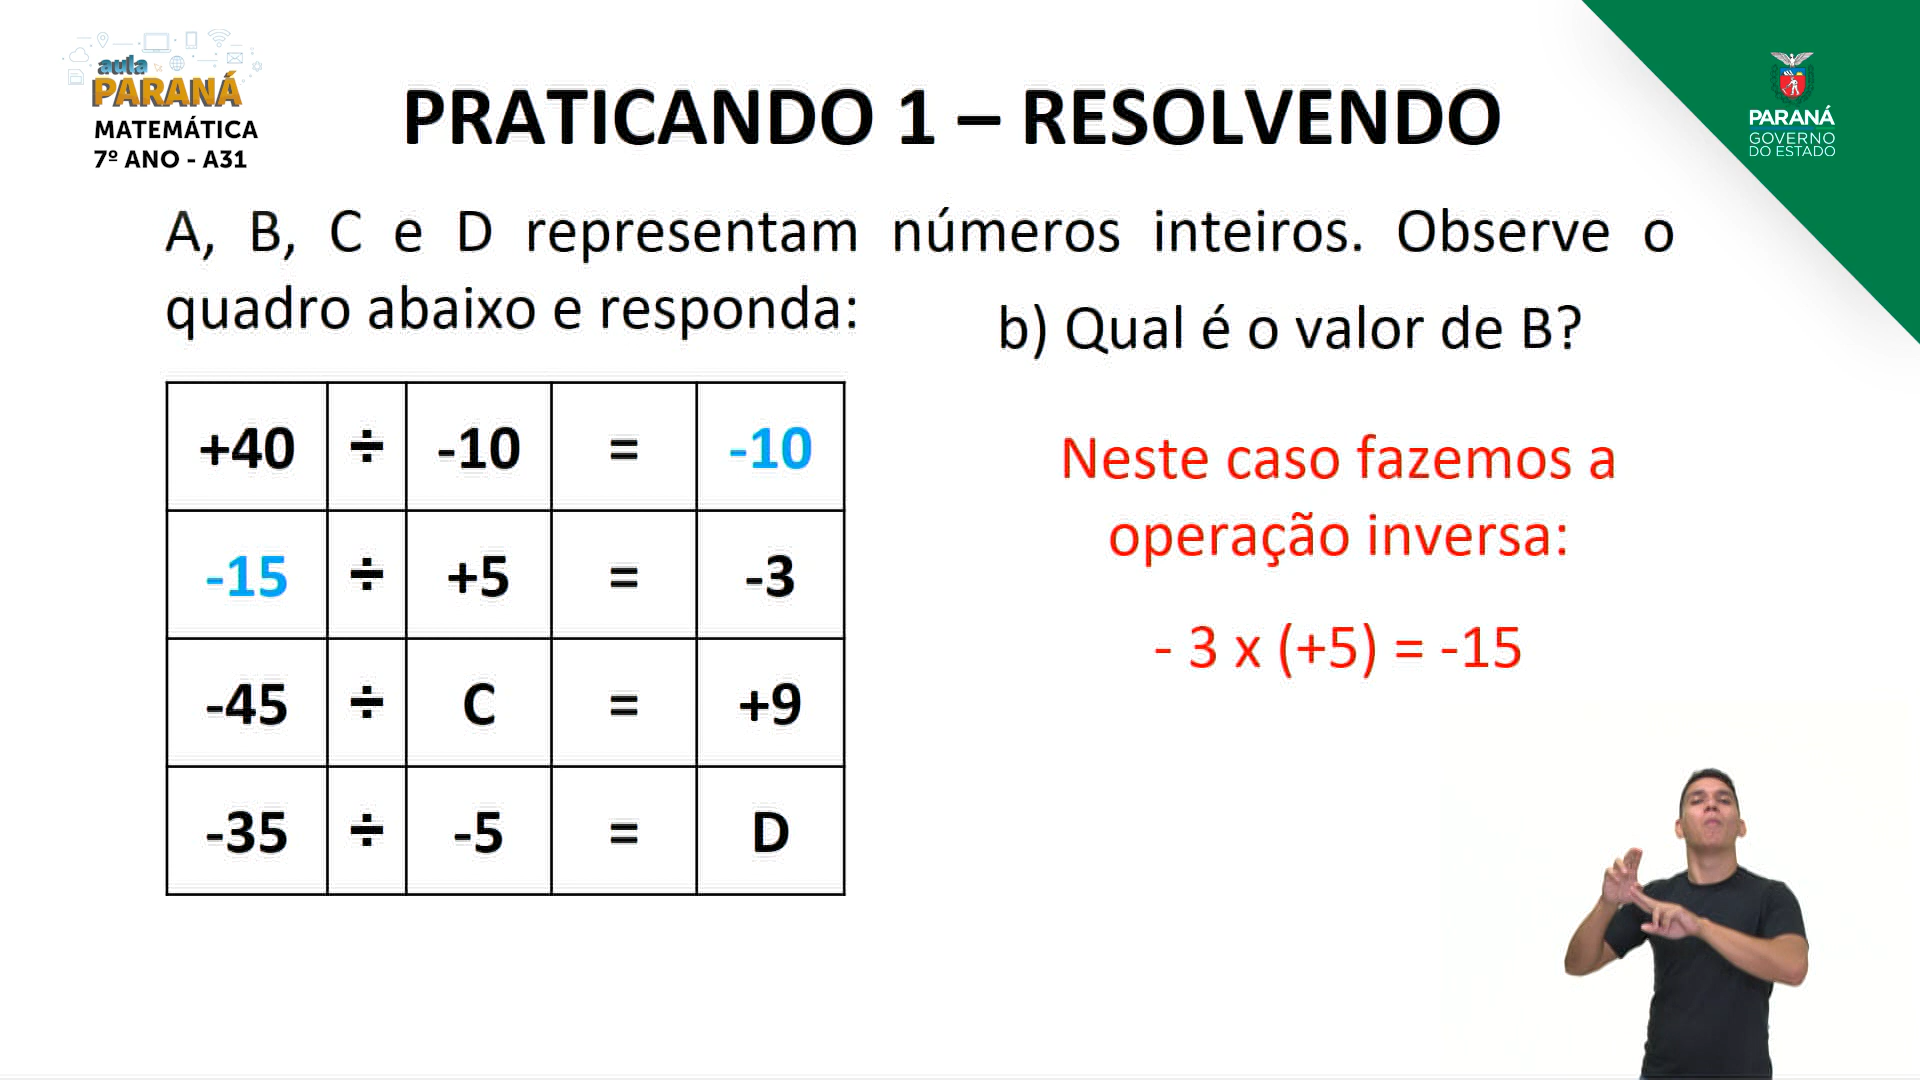 aula
PARANÁ
MATEMÁTICA
7º ANO - A31
PRATICANDO 1 – RESOLVENDO
PARANÁ
GOVERNO
DO ESTADO
A, B, C e D representam números inteiros. Observe o
quadro abaixo e responda:
b) Qual é o valor de B?
+40 ÷ -10 = -10
-15 ÷ +5 = -3
-45 ÷ C = +9
-35 ÷ -5 = D
Neste caso fazemos a
operação inversa:
- 3 x (+5) = -15